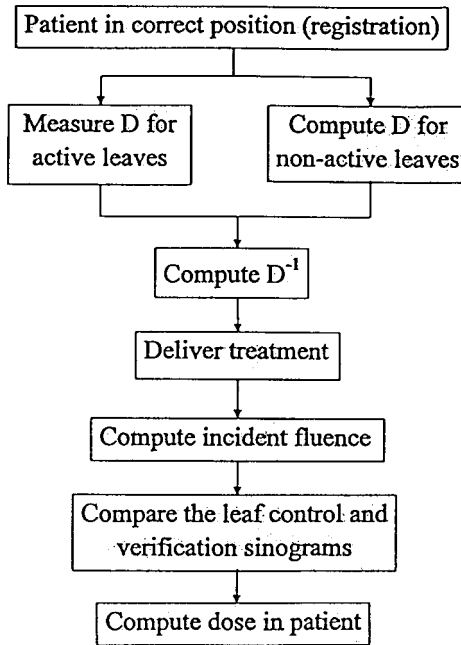 Patient in correct position (registration)
Measure D for
active leaves
Compute D for
non-active leaves
Compute D⁻¹
Deliver treatment
Compute incident fluence
Compare the leaf control and
verification sinograms
Compute dose in patient